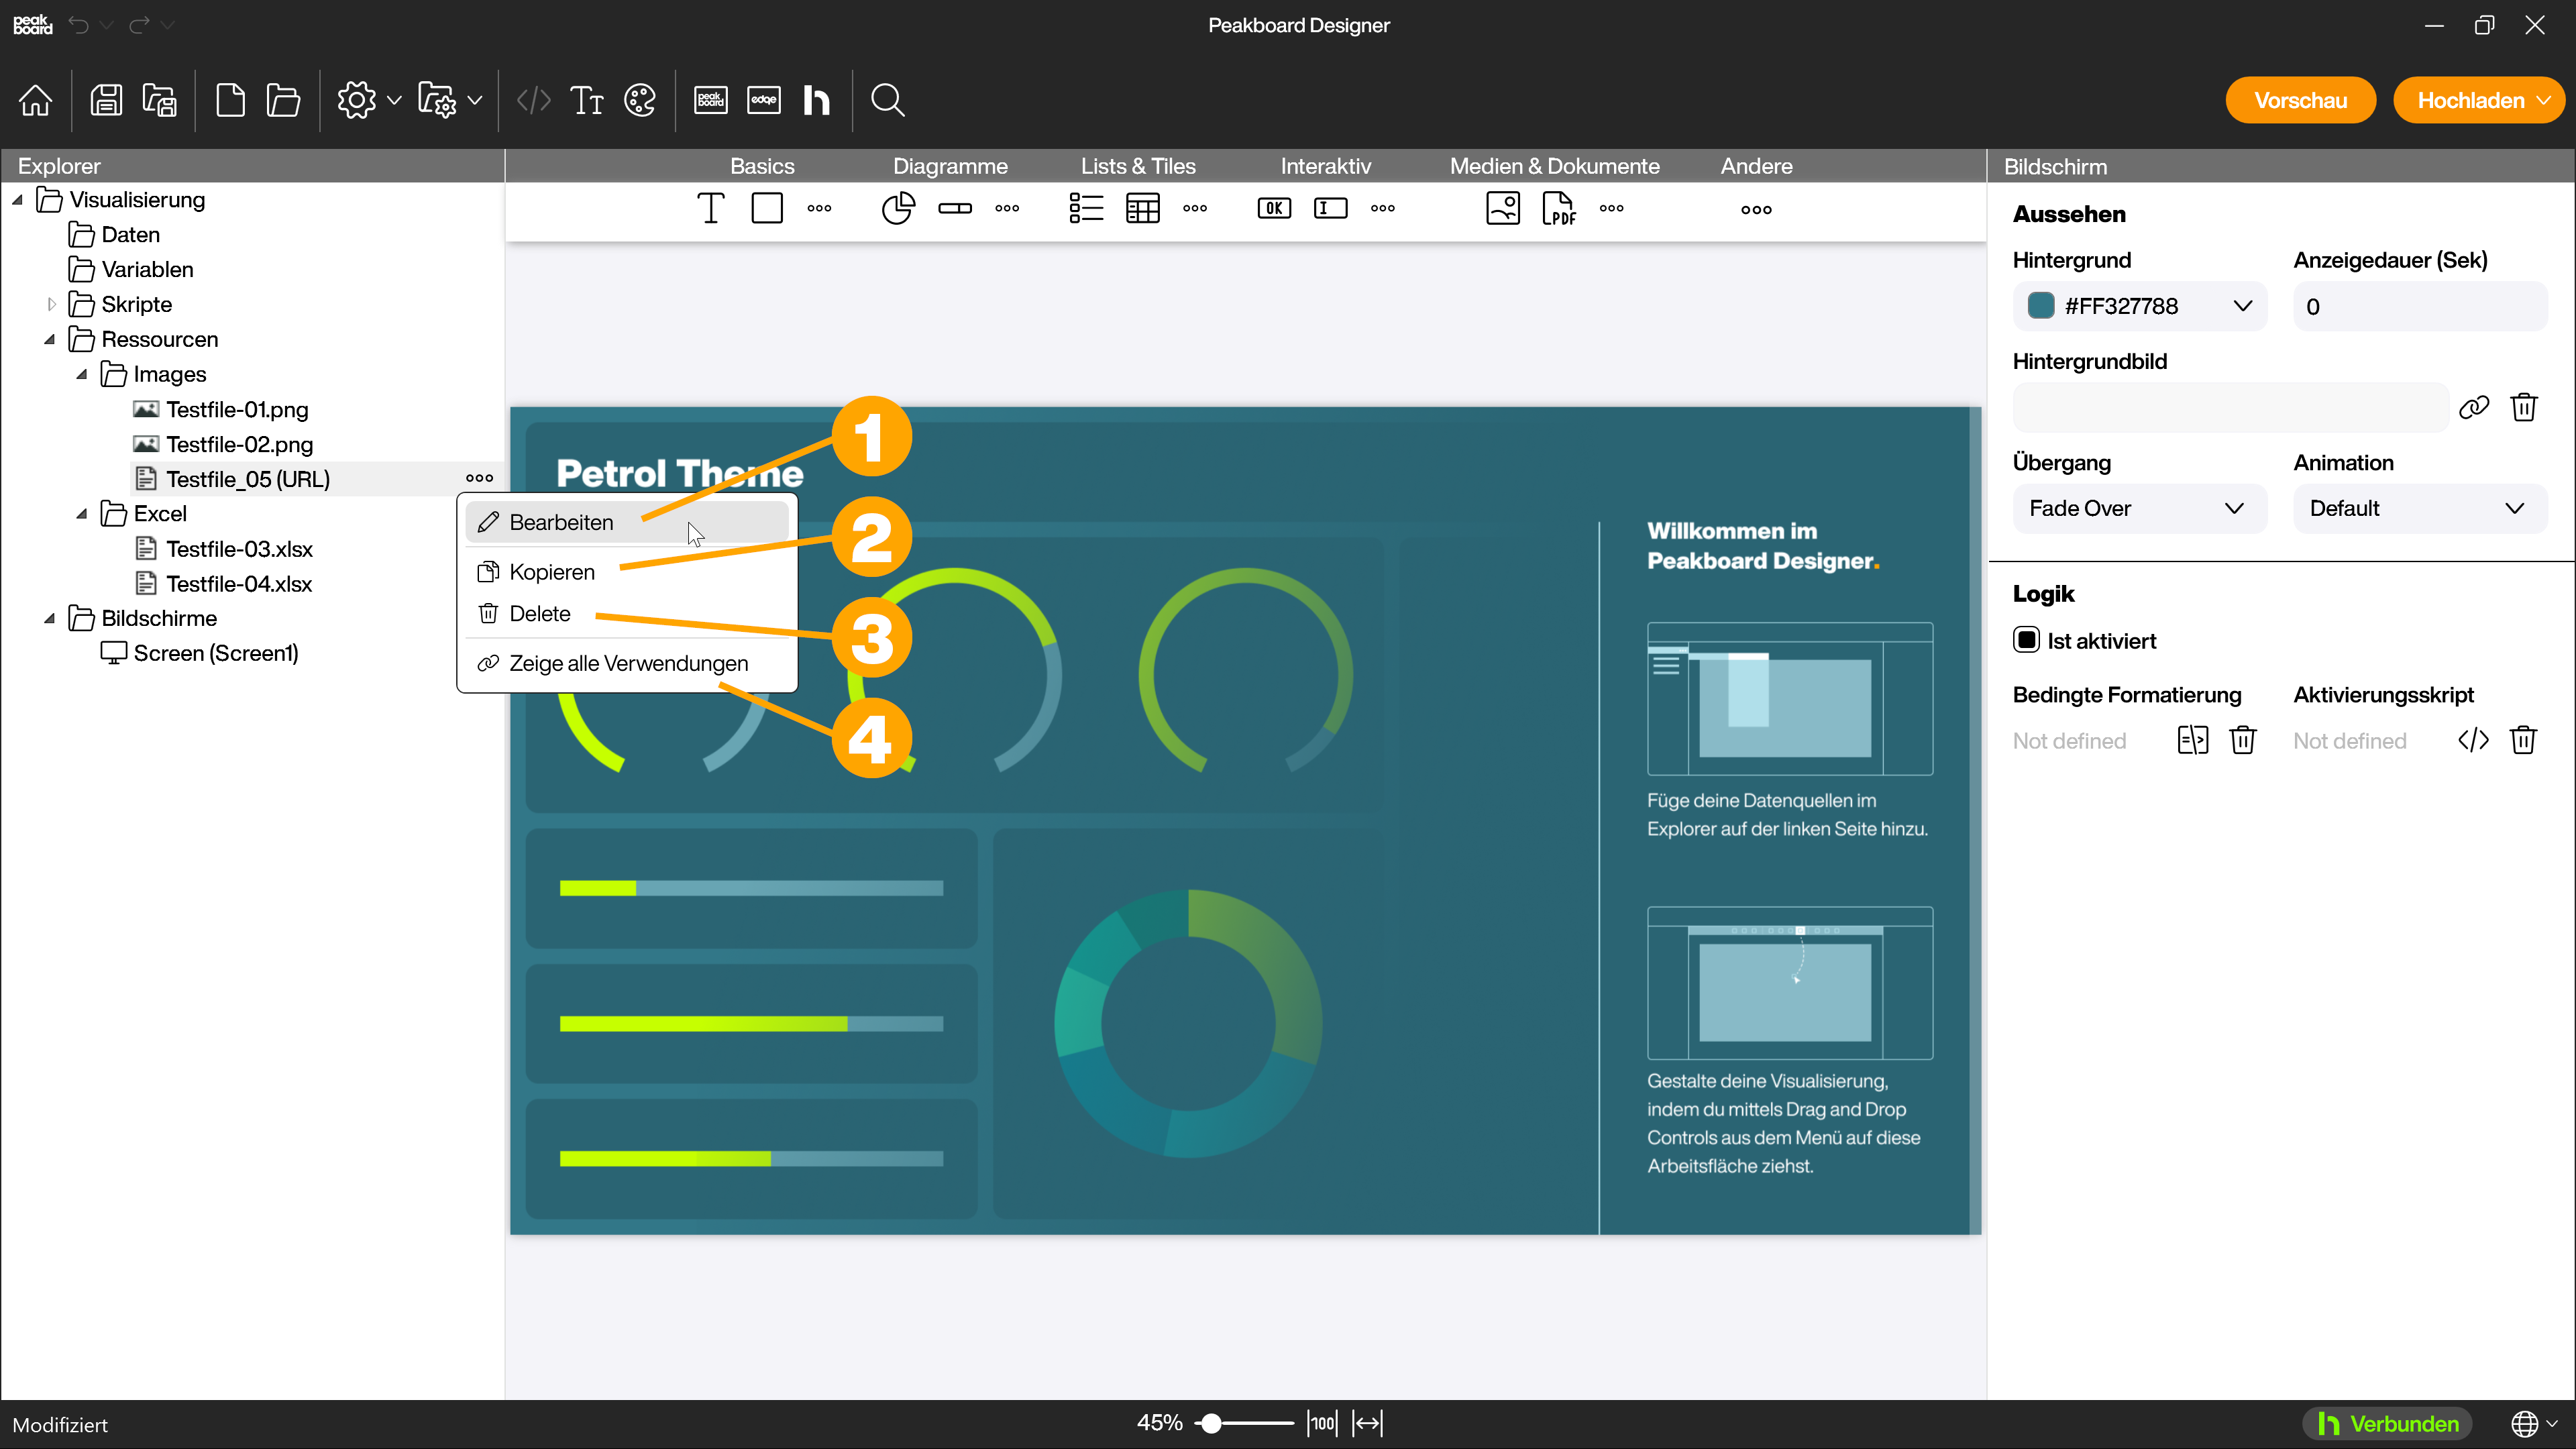 peak
board
Peakboard Designer
peak
board
edge
Vorschau
Hochladen
Explorer
Basics
Diagramme
Lists & Tiles
Interaktiv
Medien & Dokumente
Andere
Bildschirm
OK
PDF
Visualisierung
Daten
Variablen
Skripte
Ressourcen
Images
Testfile-01.png
Testfile-02.png
Testfile_05 (URL)
Excel
Testfile-03.xlsx
Testfile-04.xlsx
Bildschirme
Screen (Screen1)
Petrol Theme
Bearbeiten
Kopieren
Delete
Zeige alle Verwendungen
1
2
3
4
Willkommen im
Peakboard Designer.
Füge deine Datenquellen im
Explorer auf der linken Seite hinzu.
Gestalte deine Visualisierung,
indem du mittels Drag and Drop
Controls aus dem Menü auf diese
Arbeitsfläche ziehst.
Aussehen
Hintergrund
Anzeigedauer (Sek)
#FF327788
0
Hintergrundbild
Übergang
Animation
Fade Over
Default
Logik
Ist aktiviert
Bedingte Formatierung
Aktivierungsskript
Not defined
Not defined
Modifiziert
45%
100
Verbunden